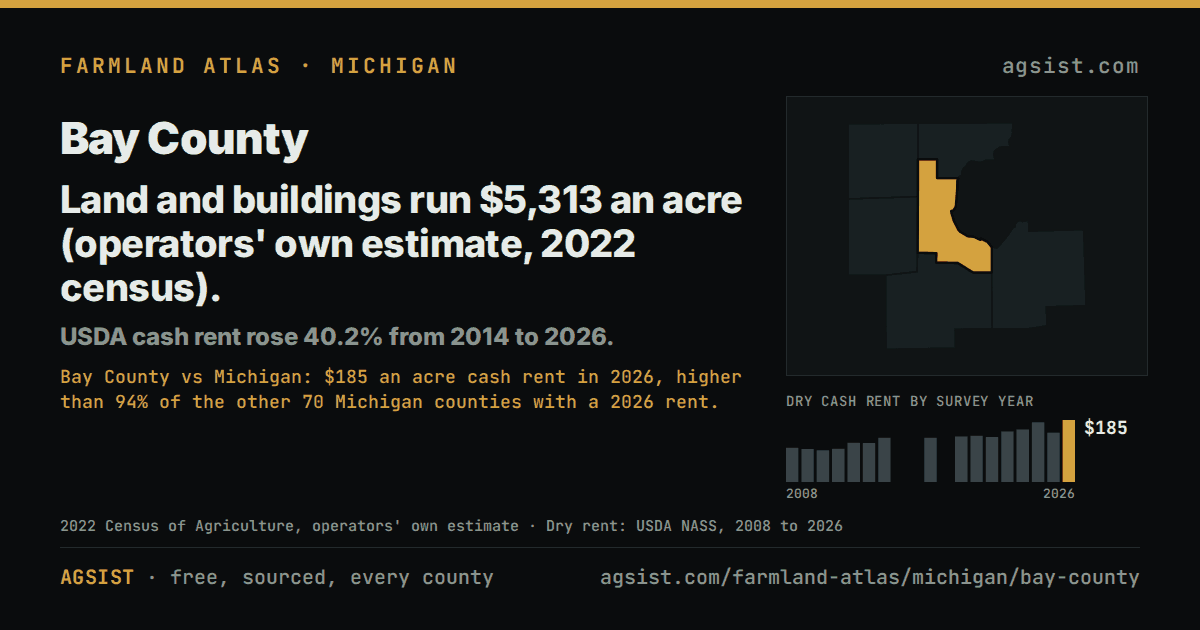 FARMLAND ATLAS · MICHIGAN
agsist.com
Bay County
Land and buildings run $5,313 an acre
(operators' own estimate, 2022
census).
USDA cash rent rose 40.2% from 2014 to 2026.
Bay County vs Michigan: $185 an acre cash rent in 2026, higher
than 94% of the other 70 Michigan counties with a 2026 rent.
DRY CASH RENT BY SURVEY YEAR
$185
2008
2026
2022 Census of Agriculture, operators' own estimate · Dry rent: USDA NASS, 2008 to 2026
AGSIST · free, sourced, every county
agsist.com/farmland-atlas/michigan/bay-county